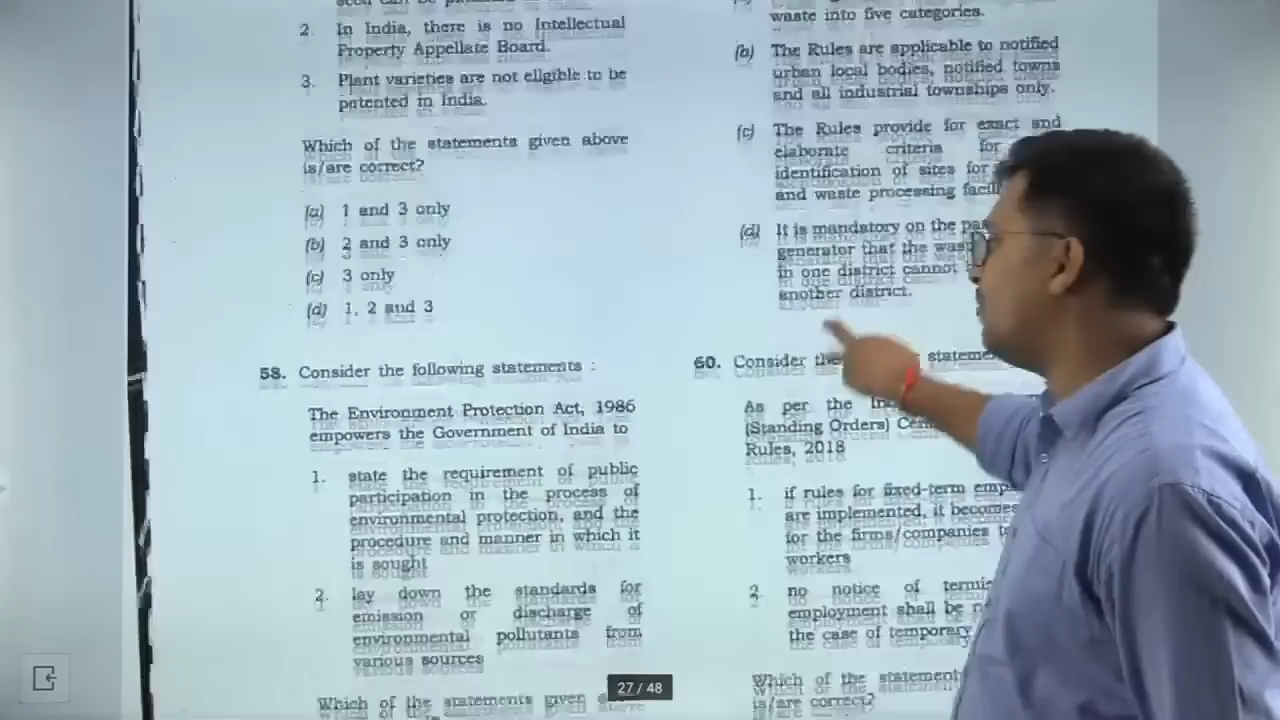 2. In India, there is no Intellectual
Property Appellate Board.
3. Plant varieties are not eligible to be
patented in India.
Which of the statements given above
is/are correct?
(a) 1 and 3 only
(b) 2 and 3 only
(c) 3 only
(d) 1, 2 and 3
58. Consider the following statements :
The Environment Protection Act, 1986
empowers the Government of India to
1. state the requirement of public
participation in the process of
environmental protection, and the
procedure and manner in which it
is sought
2. lay down the standards for
emission or discharge of
environmental pollutants from
various sources
Which of the statements given above
waste into five categories.
(b) The Rules are applicable to notified
urban local bodies, notified towns
and all industrial townships only.
(c) The Rules provide for exact and
elaborate criteria for
identification of sites for
and waste processing
(d) It is mandatory on the
generator that the
in one district cannot
another district.
60. Consider the
As per the
(Standing Orders)
Rules, 2018
1. if rules for fixed-term
are implemented, it becomes
for the firms/companies
workers
2. no notice of
employment shall be
the case of temporary
Which of the
is/are correct?
27 / 48